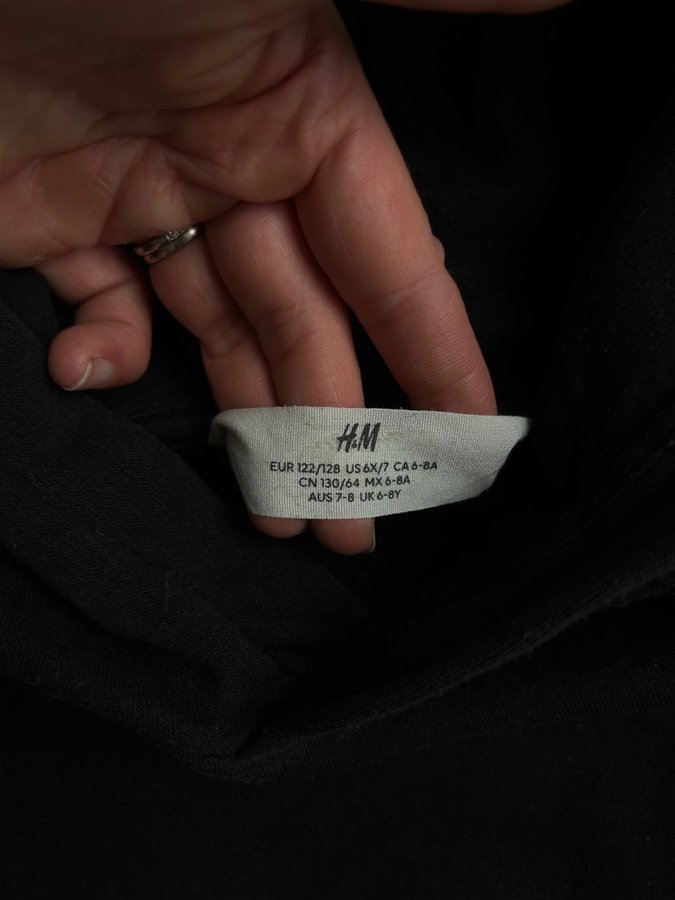 H&M
EUR 122/128 US 6X/7 CA 6-8A
CN 130/64 MX 6-8A
AUS 7-8 UK 6-8Y